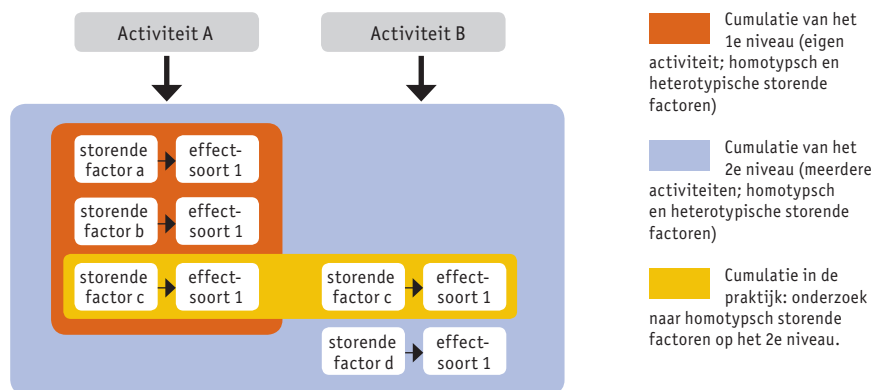 Activiteit A
Activiteit B
storende
factor a
effect-
soort 1
storende
factor b
effect-
soort 1
storende
factor c
effect-
soort 1
storende
factor c
effect-
soort 1
storende
factor d
effect-
soort 1
Cumulatie van het
1e niveau (eigen
activiteit; homotypsch en
heterotypische storende
factoren)
Cumulatie van het
2e niveau (meerdere
activiteiten; homotypsch
en heterotypische storende
factoren)
Cumulatie in de
praktijk: onderzoek
naar homotypsch storende
factoren op het 2e niveau.